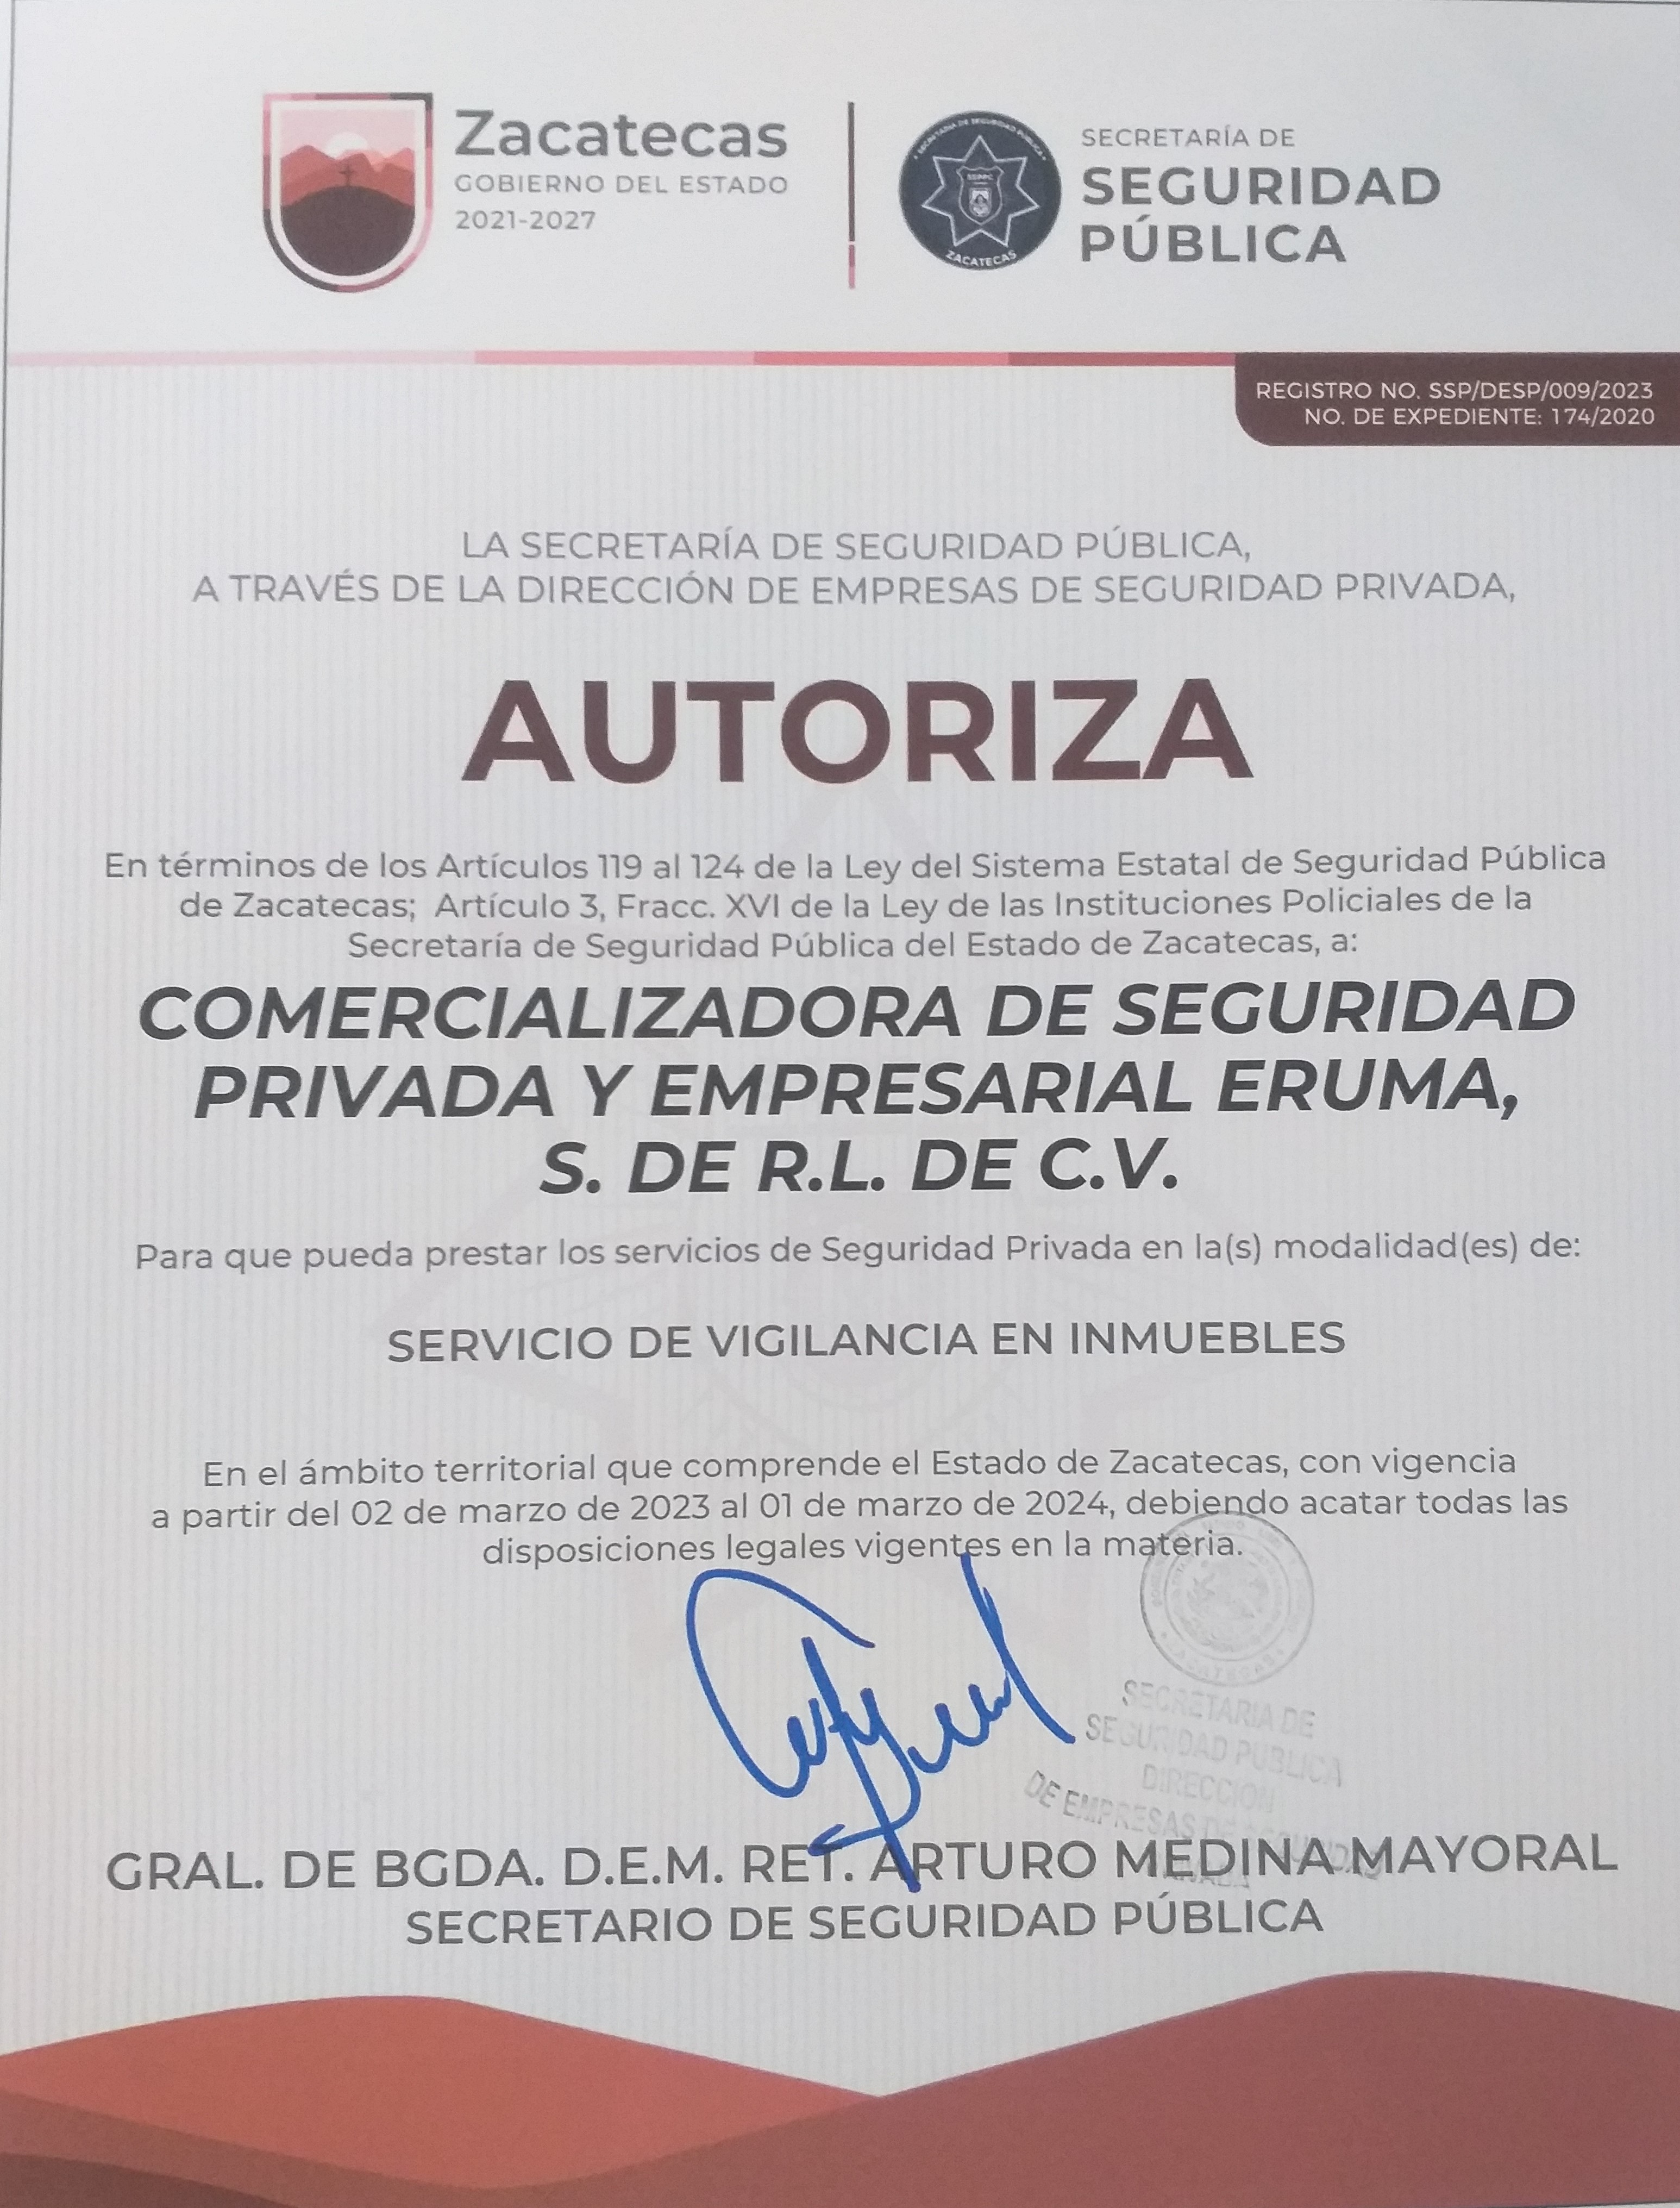 Zacatecas
GOBIERNO DEL ESTADO
2021-2027
SECRETARÍA DE SEGURIDAD PÚBLICA
SSPPC
ZACATECAS
SECRETARÍA DE
SEGURIDAD
PÚBLICA
REGISTRO NO. SSP/DESP/009/2023
NO. DE EXPEDIENTE: 174/2020
LA SECRETARÍA DE SEGURIDAD PÚBLICA,
A TRAVÉS DE LA DIRECCIÓN DE EMPRESAS DE SEGURIDAD PRIVADA,
AUTORIZA
En términos de los Artículos 119 al 124 de la Ley del Sistema Estatal de Seguridad Pública
de Zacatecas; Artículo 3, Fracc. XVI de la Ley de las Instituciones Policiales de la
Secretaría de Seguridad Pública del Estado de Zacatecas, a:
COMERCIALIZADORA DE SEGURIDAD
PRIVADA Y EMPRESARIAL ERUMA,
S. DE R.L. DE C.V.
Para que pueda prestar los servicios de Seguridad Privada en la(s) modalidad(es) de:
SERVICIO DE VIGILANCIA EN INMUEBLES
En el ámbito territorial que comprende el Estado de Zacatecas, con vigencia
a partir del 02 de marzo de 2023 al 01 de marzo de 2024, debiendo acatar todas las
disposiciones legales vigentes en la materia.
ZACATECAS
SECRETARIA DE
SEGURIDAD PUBLICA
DIRECCION
DE EMPRESAS DE SEGURIDAD
GRAL. DE BGDA. D.E.M. RET. ARTURO MEDINA MAYORAL
SECRETARIO DE SEGURIDAD PÚBLICA